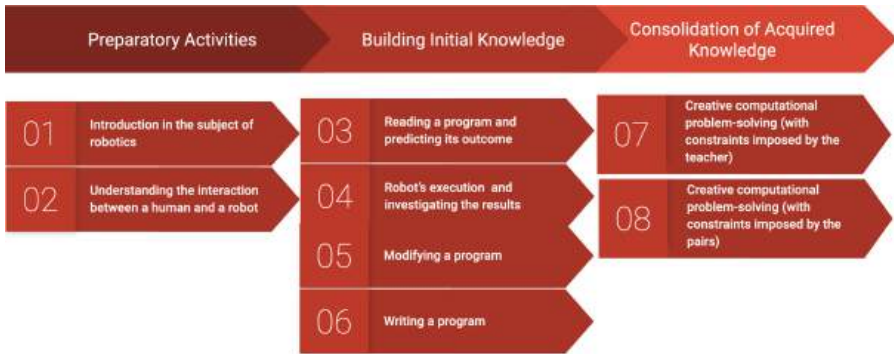 Preparatory Activities
Building Initial Knowledge
Consolidation of Acquired
Knowledge
01
Introduction in the subject of
robotics
02
Understanding the interaction
between a human and a robot
03
Reading a program and
predicting its outcome
04
Robot's execution and
investigating the results
05
Modifying a program
06
Writing a program
07
Creative computational
problem-solving (with
constraints imposed by the
teacher)
08
Creative computational
problem-solving (with
constraints imposed by the
pairs)